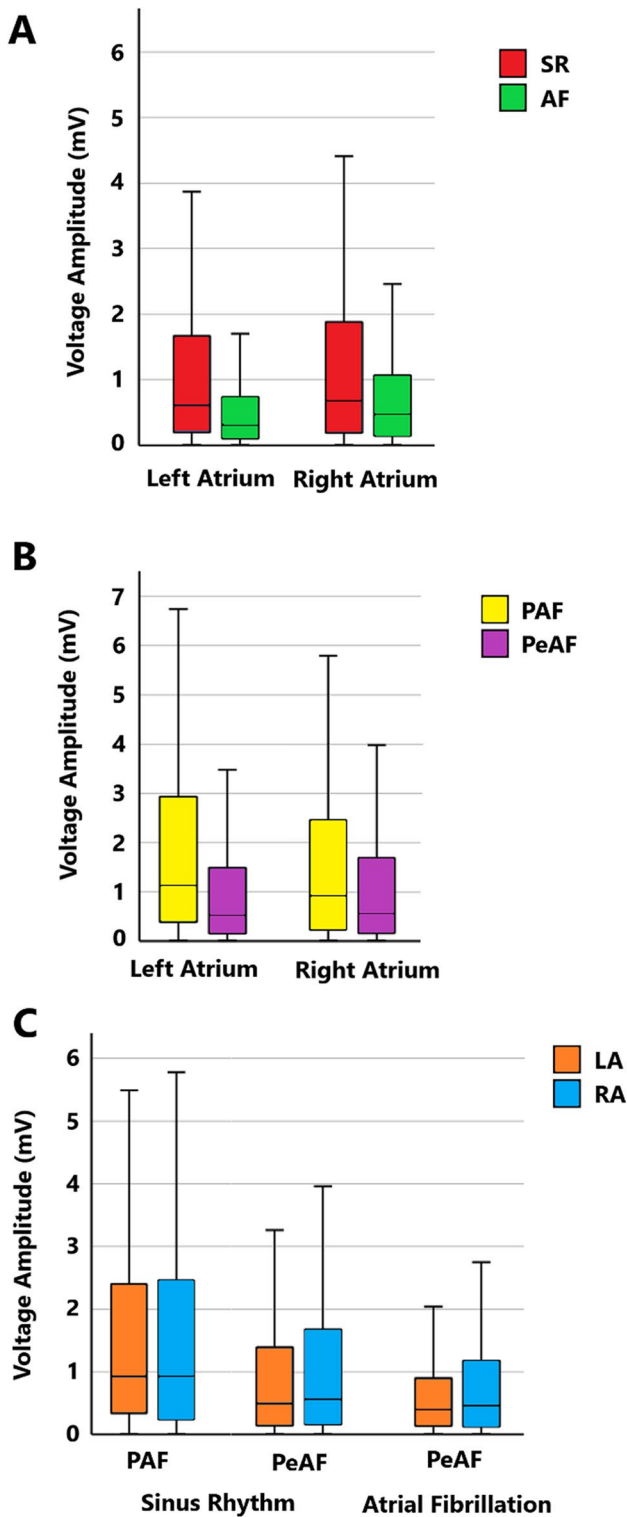 A
Voltage Amplitude (mV)
6
5
4
3
2
1
0
Left Atrium Right Atrium
SR
AF
B
Voltage Amplitude (mV)
7
6
5
4
3
2
1
0
Left Atrium Right Atrium
PAF
PeAF
C
Voltage Amplitude (mV)
6
5
4
3
2
1
0
PAF PeAF PeAF
Sinus Rhythm Atrial Fibrillation
LA
RA